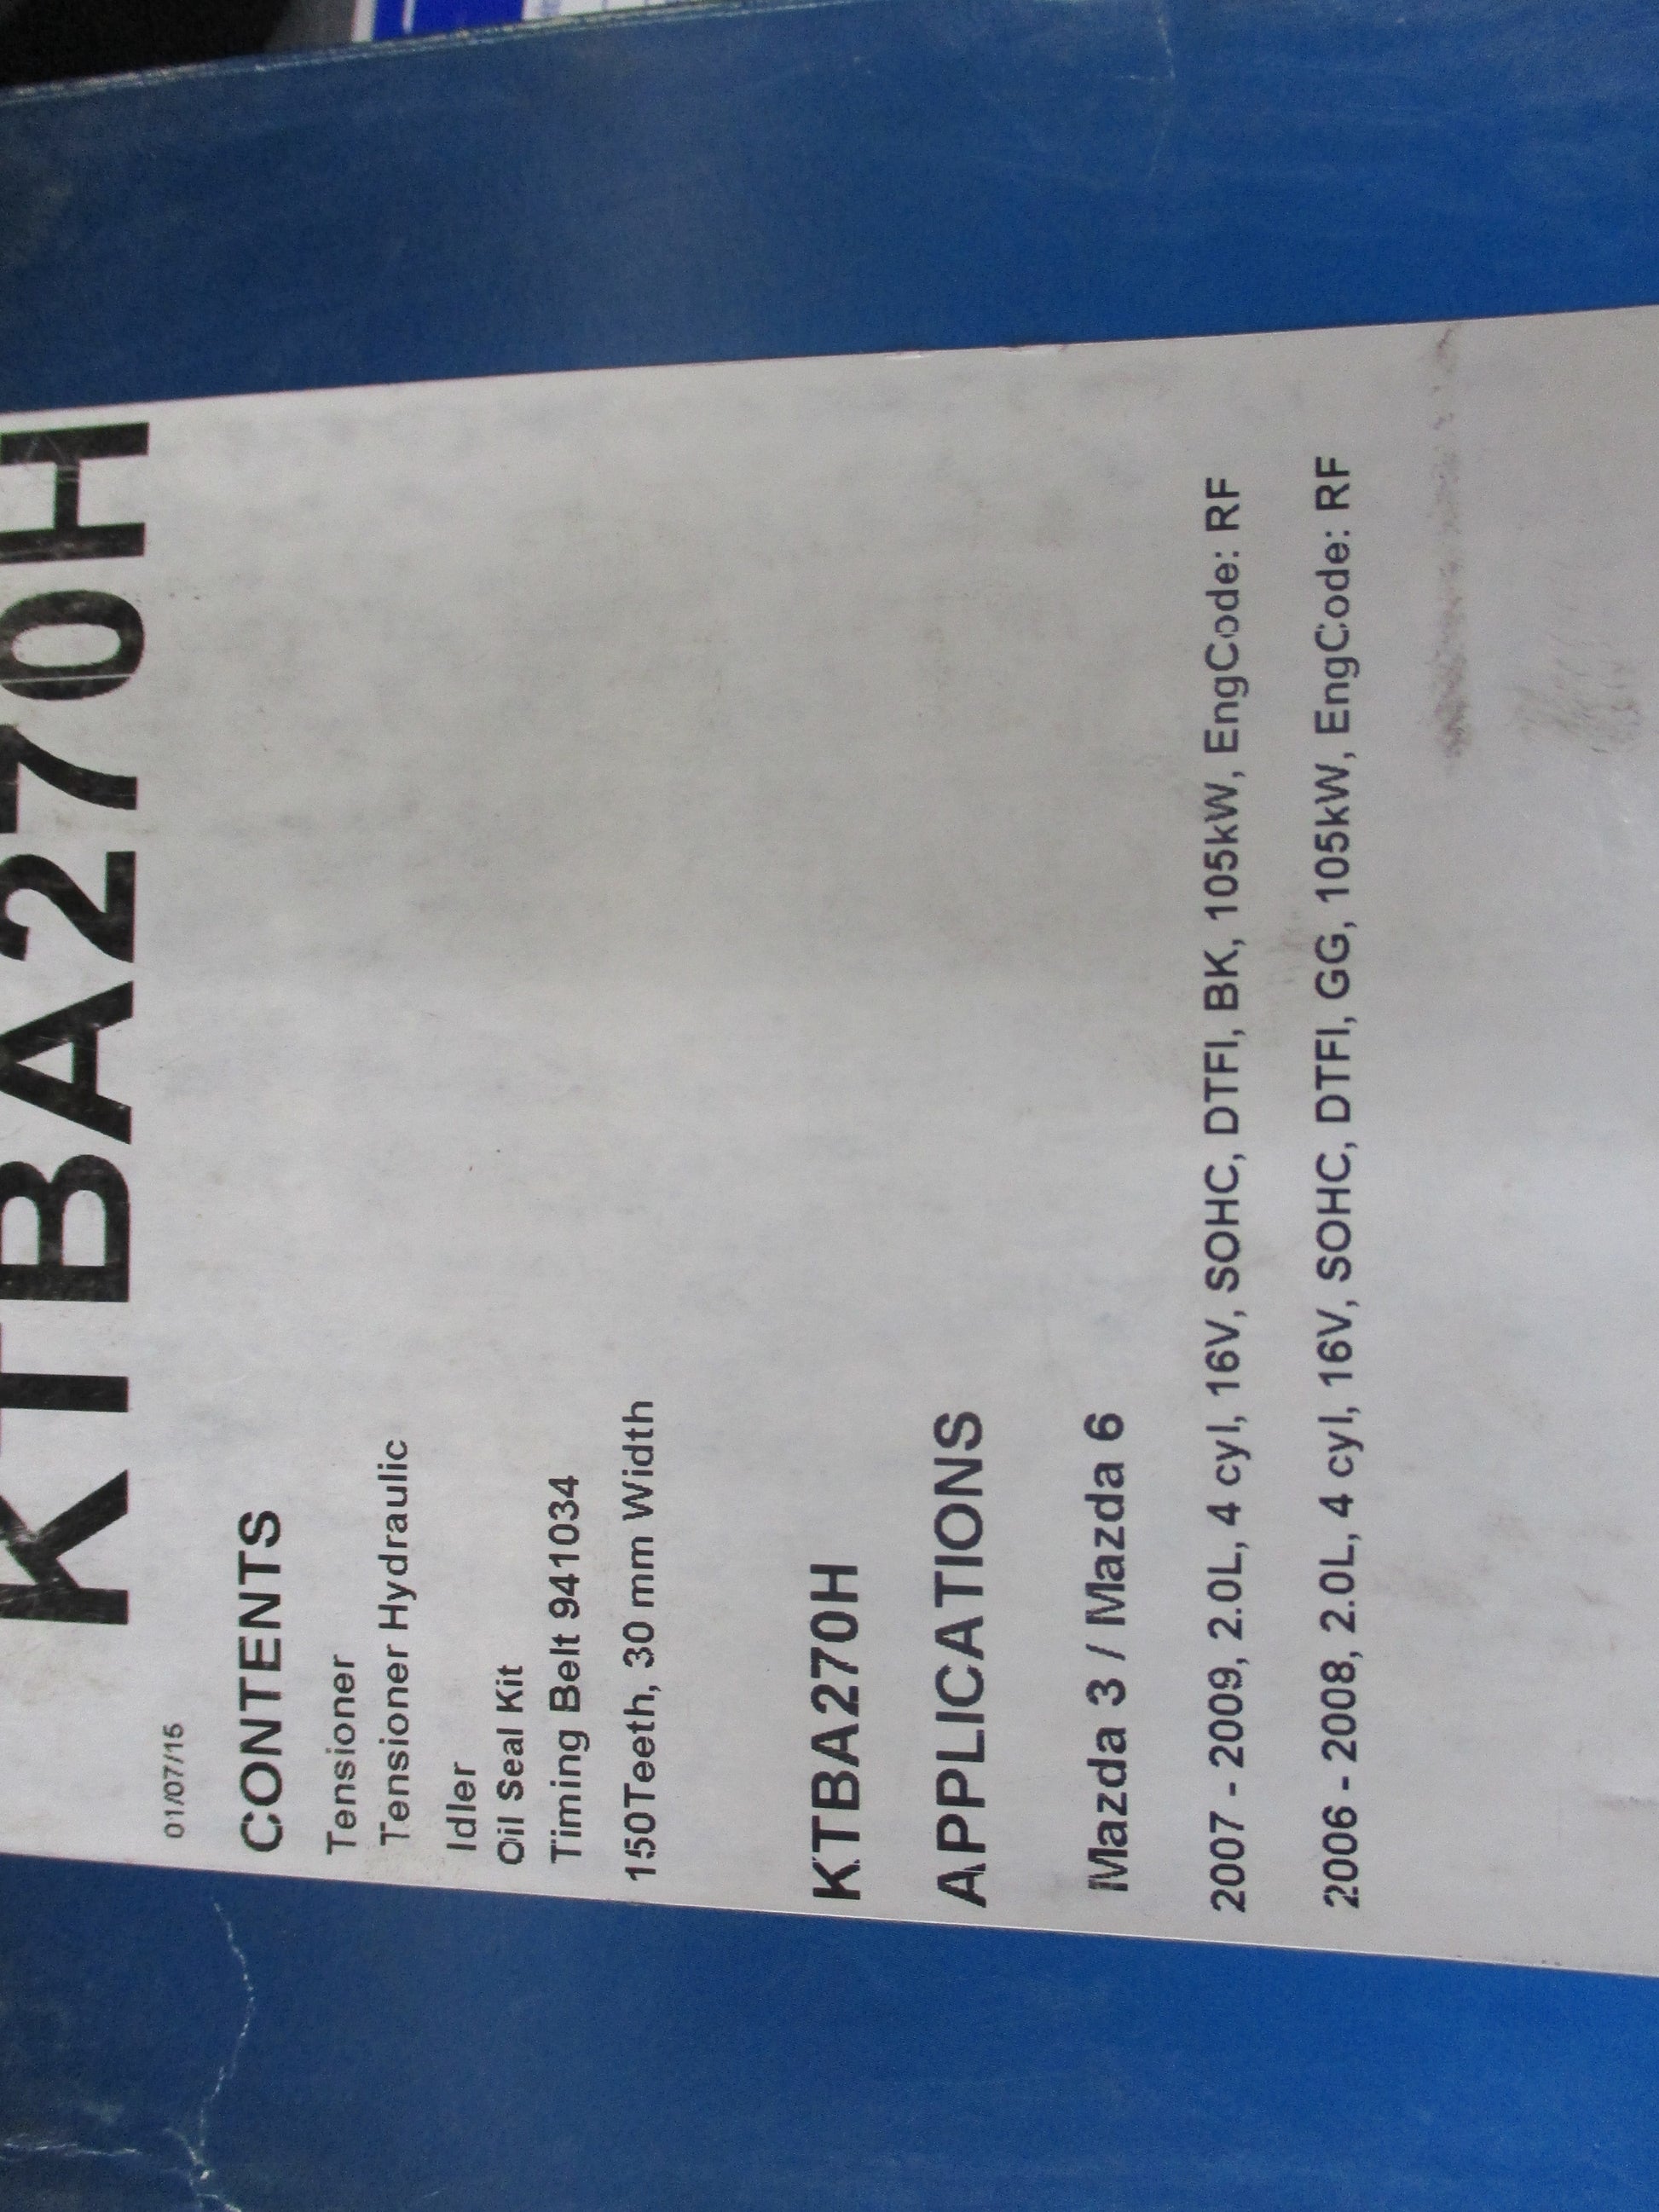 KTBA270H
01/07/15
CONTENTS
Tensioner
Tensioner Hydraulic
Idler
Oil Seal Kit
Timing Belt 941034
150Teeth, 30 mm Width
KTBA270H
APPLICATIONS
Mazda 3 / Mazda 6
2007 - 2009, 2.0L, 4 cyl, 16V, SOHC, DTFI, BK, 105kW, EngCode: RF
2006 - 2008, 2.0L, 4 cyl, 16V, SOHC, DTFI, GG, 105kW, EngCode: RF